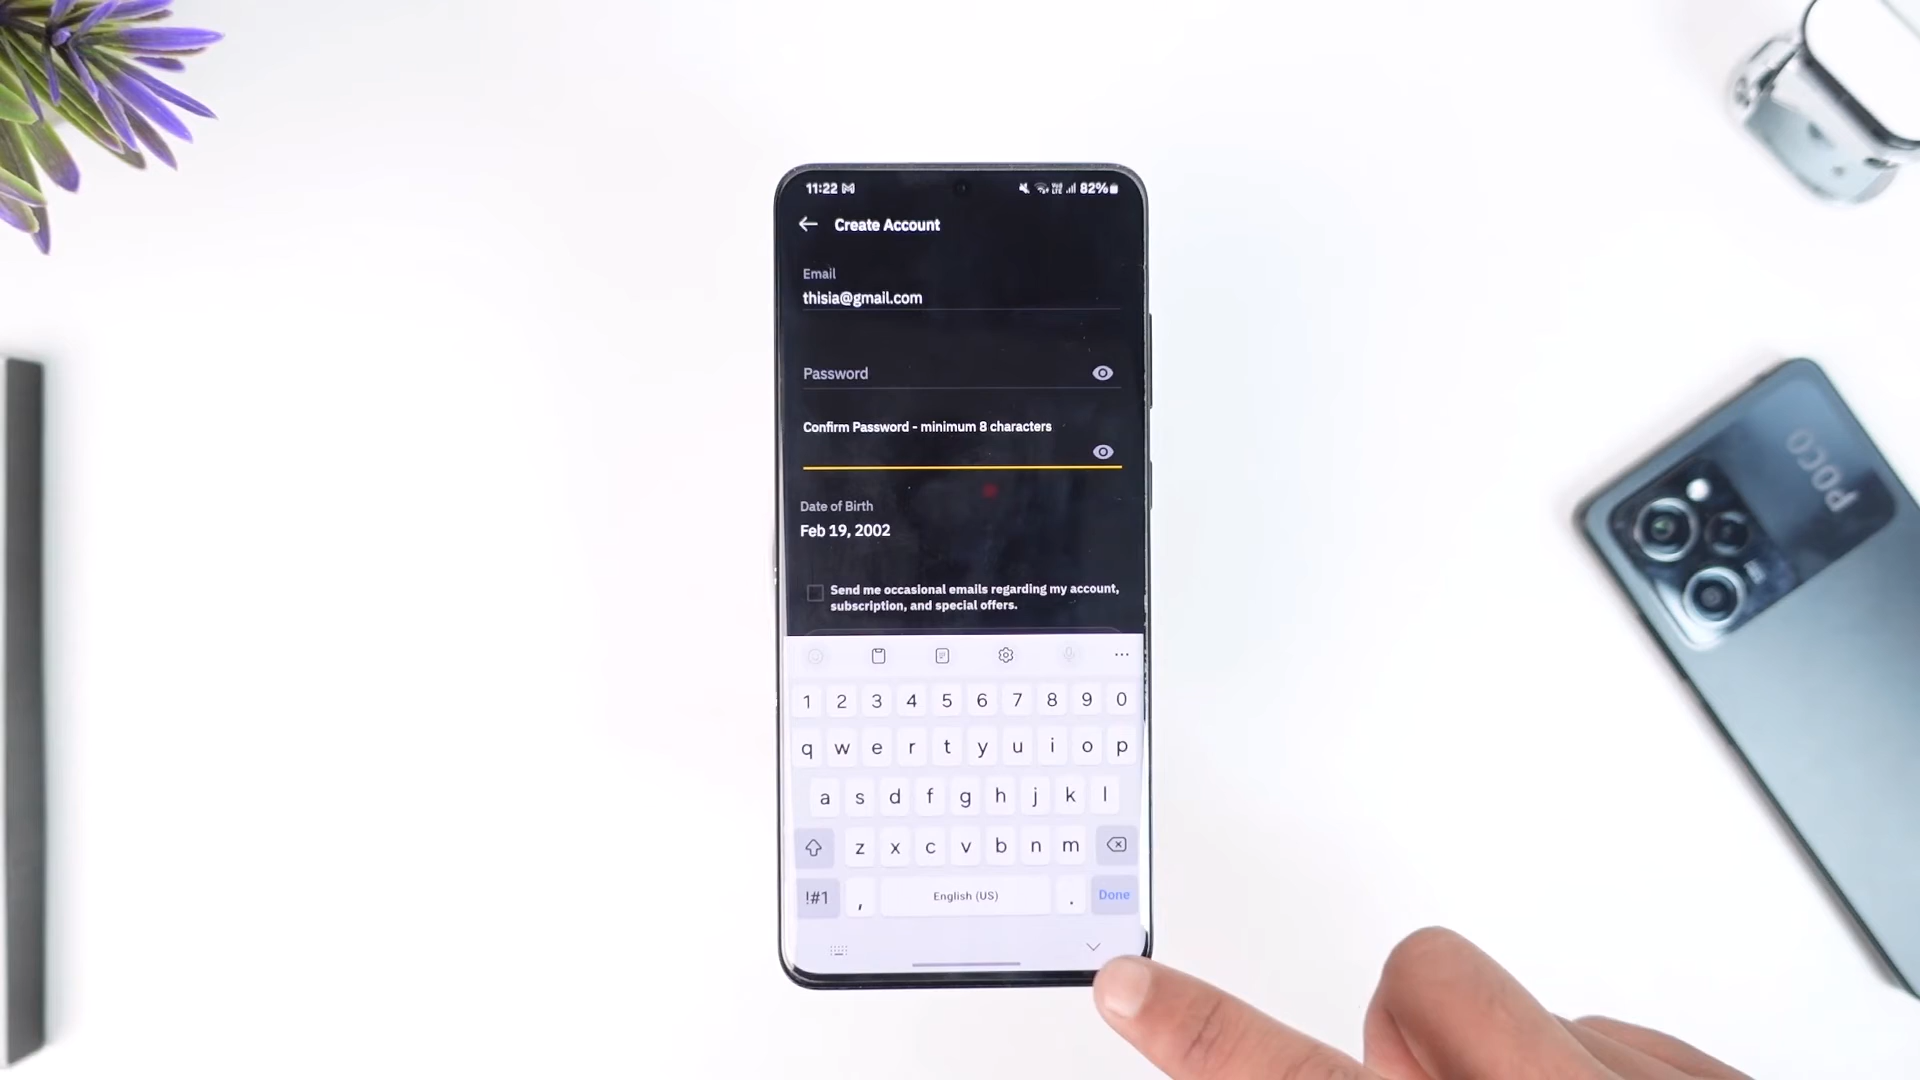 11:22
82%
Create Account
Email
thisia@gmail.com
Password
Confirm Password - minimum 8 characters
Date of Birth
Feb 19, 2002
Send me occasional emails regarding my account,
subscription, and special offers.
1 2 3 4 5 6 7 8 9 0
q w e r t y u i o p
a s d f g h j k l
z x c v b n m
!#1 , English (US) . Done
POCO